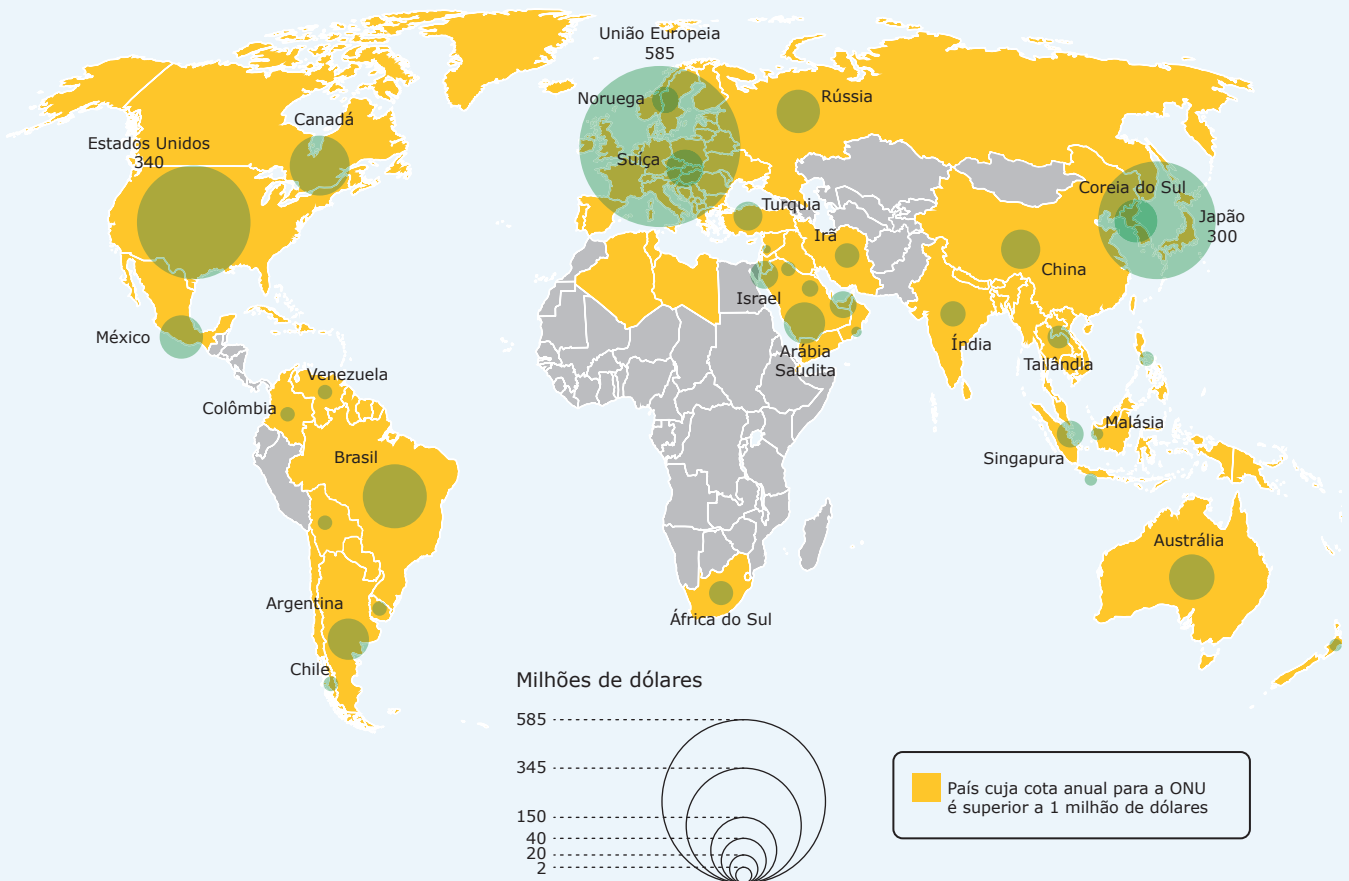 União Europeia
585
Noruega
Rússia
Canadá
Estados Unidos
340
Suíça
Coreia do Sul
Turquia
Japão
300
Irã
China
Israel
México
Índia
Arábia
Saudita
Tailândia
Venezuela
Colômbia
Malásia
Brasil
Singapura
Austrália
Argentina
África do Sul
Chile
Milhões de dólares
585
345
150
40
20
2
País cuja cota anual para a ONU
é superior a 1 milhão de dólares